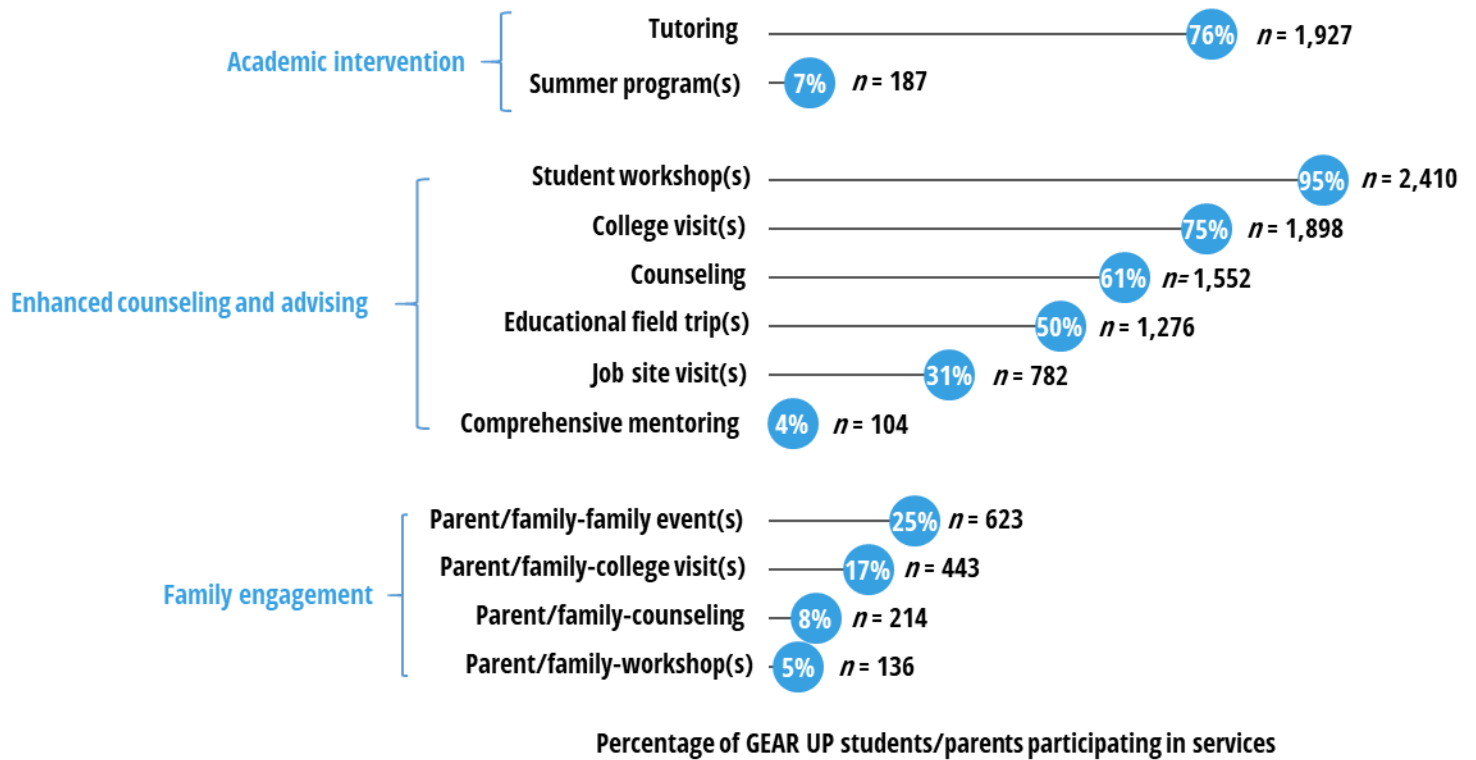 Academic intervention
Tutoring 76% n = 1,927
Summer program(s) 7% n = 187
Enhanced counseling and advising
Student workshop(s) 95% n = 2,410
College visit(s) 75% n = 1,898
Counseling 61% n= 1,552
Educational field trip(s) 50% n = 1,276
Job site visit(s) 31% n = 782
Comprehensive mentoring 4% n = 104
Family engagement
Parent/family-family event(s) 25% n = 623
Parent/family-college visit(s) 17% n = 443
Parent/family-counseling 8% n = 214
Parent/family-workshop(s) 5% n = 136
Percentage of GEAR UP students/parents participating in services